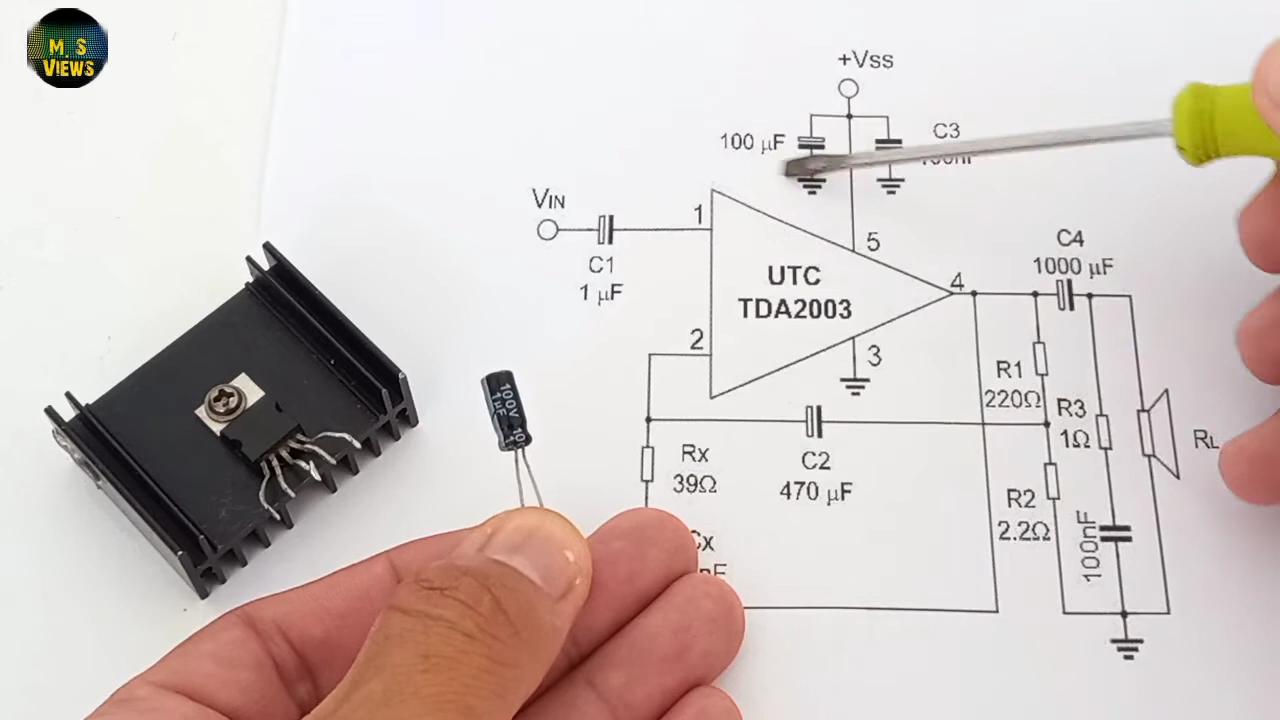 M S
VIEWS
+Vss
100 µF
C3
VIN
C1
1 µF
1
2
5
UTC
TDA2003
4
3
C4
1000 µF
R1
220Ω
R3
1Ω
RL
Rx
39Ω
C2
470 µF
R2
2.2Ω
100nF
100V
1µF